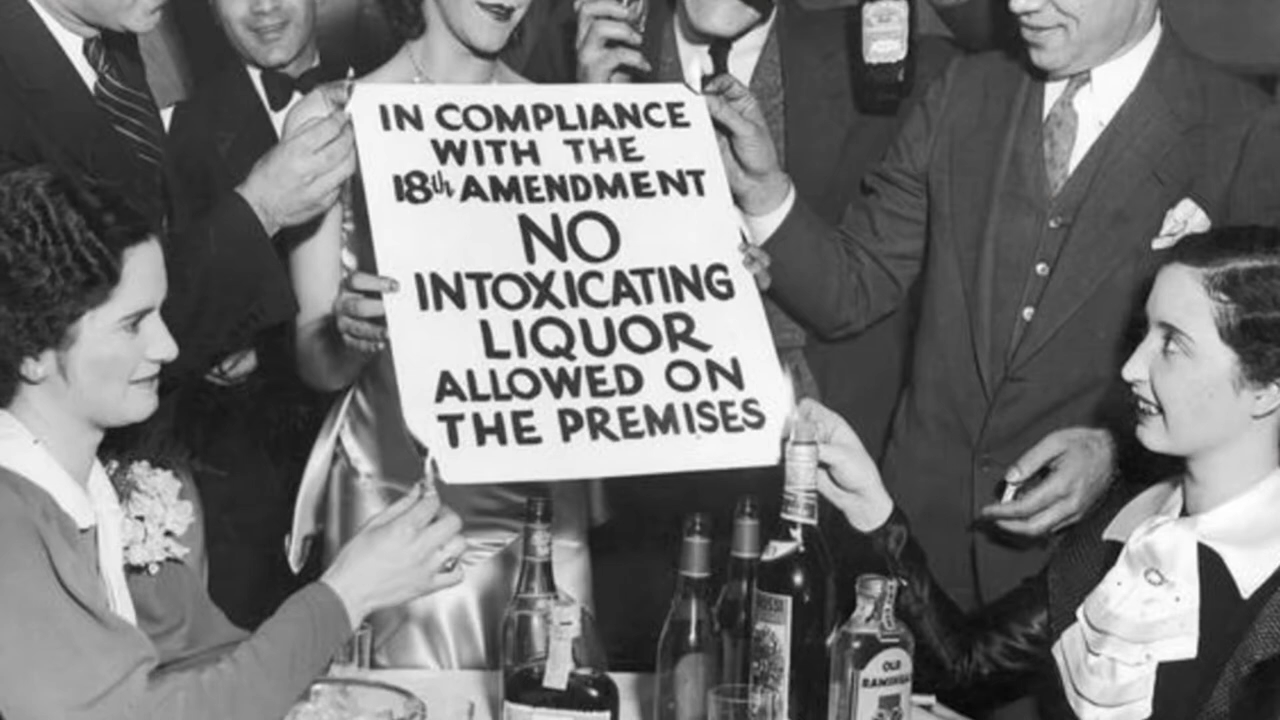 IN COMPLIANCE
WITH THE
18th AMENDMENT
NO
INTOXICATING
LIQUOR
ALLOWED ON
THE PREMISES
OLD